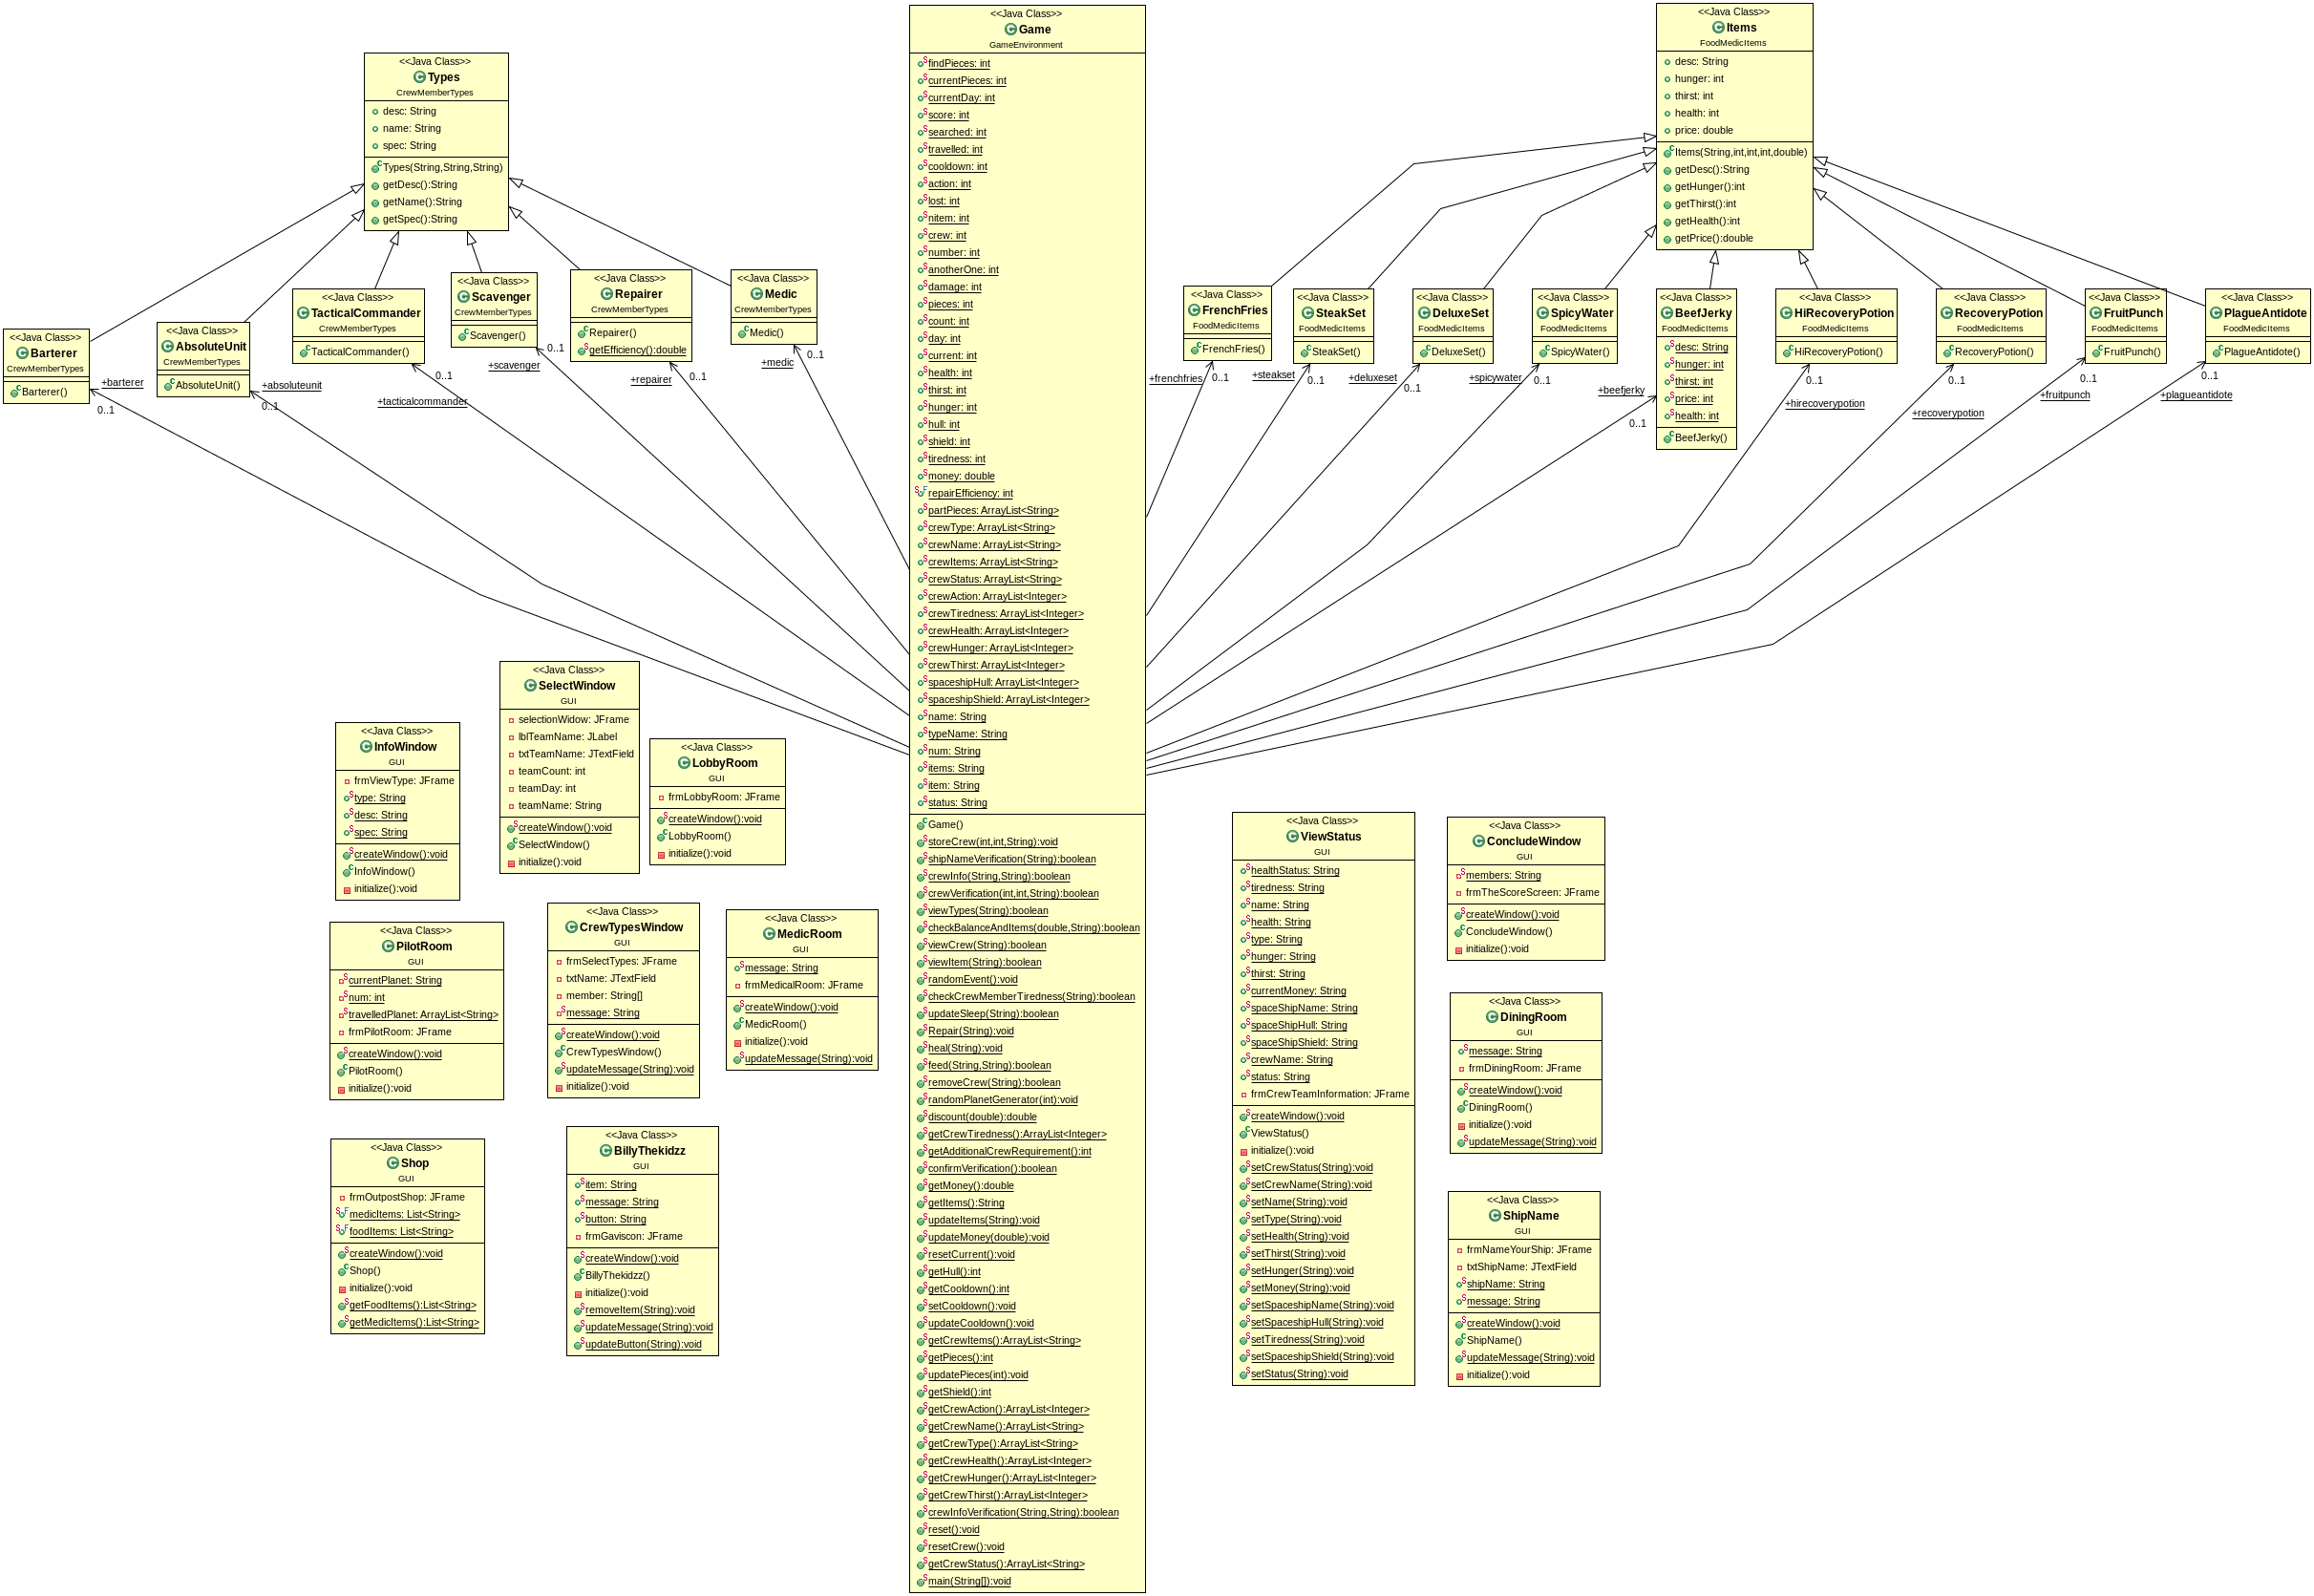 <<Java Class>>
Game
GameEnvironment
findPieces: int
currentPieces: int
currentDay: int
score: int
searched: int
travelled: int
cooldown: int
action: int
lost: int
nitem: int
crew: int
number: int
anotherOne: int
damage: int
pieces: int
count: int
day: int
current: int
health: int
thirst: int
hunger: int
hull: int
shield: int
tiredness: int
money: double
repairEfficiency: int
partPieces: ArrayList<String>
crewType: ArrayList<String>
crewName: ArrayList<String>
crewItems: ArrayList<String>
crewStatus: ArrayList<String>
crewAction: ArrayList<Integer>
crewTiredness: ArrayList<Integer>
crewHealth: ArrayList<Integer>
crewHunger: ArrayList<Integer>
crewThirst: ArrayList<Integer>
spaceshipHull: ArrayList<Integer>
spaceshipShield: ArrayList<Integer>
name: String
typeName: String
num: String
items: String
item: String
status: String
Game()
storeCrew(int,int,String):void
shipNameVerification(String):boolean
crewInfo(String,String):boolean
crewVerification(int,int,String):boolean
viewTypes(String):boolean
checkBalanceAndItems(double,String):boolean
viewCrew(String):boolean
viewItem(String):boolean
randomEvent():void
checkCrewMemberTiredness(String):boolean
updateSleep(String):boolean
Repair(String):void
heal(String):void
feed(String,String):boolean
removeCrew(String):boolean
randomPlanetGenerator(int):void
discount(double):double
getCrewTiredness():ArrayList<Integer>
getAdditionalCrewRequirement():int
confirmVerification():boolean
getMoney():double
getItems():String
updateItems(String):void
updateMoney(double):void
resetCurrent():void
getHull():int
getCooldown():int
setCooldown():void
updateCooldown():void
getCrewItems():ArrayList<String>
getPieces():int
updatePieces(int):void
getShield():int
getCrewAction():ArrayList<Integer>
getCrewName():ArrayList<String>
getCrewType():ArrayList<String>
getCrewHealth():ArrayList<Integer>
getCrewHunger():ArrayList<Integer>
getCrewThirst():ArrayList<Integer>
crewInfoVerification(String,String):boolean
reset():void
resetCrew():void
getCrewStatus():ArrayList<String>
main(String[]):void
<<Java Class>>
Types
CrewMemberTypes
desc: String
name: String
spec: String
Types(String,String,String)
getDesc():String
getName():String
getSpec():String
<<Java Class>>
Items
FoodMedicItems
desc: String
hunger: int
thirst: int
health: int
price: double
Items(String,int,int,int,double)
getDesc():String
getHunger():int
getThirst():int
getHealth():int
getPrice():double
<<Java Class>>
Barterer
CrewMemberTypes
Barterer()
+barterer
0..1
<<Java Class>>
AbsoluteUnit
CrewMemberTypes
AbsoluteUnit()
+absoluteunit
0..1
<<Java Class>>
TacticalCommander
CrewMemberTypes
TacticalCommander()
+tacticalcommander
0..1
<<Java Class>>
Scavenger
CrewMemberTypes
Scavenger()
+scavenger
0..1
<<Java Class>>
Repairer
CrewMemberTypes
Repairer()
getEfficiency():double
+repairer
0..1
<<Java Class>>
Medic
CrewMemberTypes
Medic()
+medic
0..1
<<Java Class>>
FrenchFries
FoodMedicItems
FrenchFries()
+frenchfries
0..1
<<Java Class>>
SteakSet
FoodMedicItems
SteakSet()
+steakset
0..1
<<Java Class>>
DeluxeSet
FoodMedicItems
DeluxeSet()
+deluxeset
0..1
<<Java Class>>
SpicyWater
FoodMedicItems
SpicyWater()
+spicywater
0..1
<<Java Class>>
BeefJerky
FoodMedicItems
desc: String
hunger: int
thirst: int
price: int
health: int
BeefJerky()
+beefjerky
0..1
<<Java Class>>
HiRecoveryPotion
FoodMedicItems
HiRecoveryPotion()
+hirecoverypotion
0..1
<<Java Class>>
RecoveryPotion
FoodMedicItems
RecoveryPotion()
+recoverypotion
0..1
<<Java Class>>
FruitPunch
FoodMedicItems
FruitPunch()
+fruitpunch
0..1
<<Java Class>>
PlagueAntidote
FoodMedicItems
PlagueAntidote()
+plagueantidote
0..1
<<Java Class>>
InfoWindow
GUI
frmViewType: JFrame
type: String
desc: String
spec: String
createWindow():void
InfoWindow()
initialize():void
<<Java Class>>
SelectWindow
GUI
selectionWidow: JFrame
lblTeamName: JLabel
txtTeamName: JTextField
teamCount: int
teamDay: int
teamName: String
createWindow():void
SelectWindow()
initialize():void
<<Java Class>>
LobbyRoom
GUI
frmLobbyRoom: JFrame
createWindow():void
LobbyRoom()
initialize():void
<<Java Class>>
PilotRoom
GUI
currentPlanet: String
num: int
travelledPlanet: ArrayList<String>
frmPilotRoom: JFrame
createWindow():void
PilotRoom()
initialize():void
<<Java Class>>
CrewTypesWindow
GUI
frmSelectTypes: JFrame
txtName: JTextField
member: String[]
message: String
createWindow():void
CrewTypesWindow()
updateMessage(String):void
initialize():void
<<Java Class>>
MedicRoom
GUI
message: String
frmMedicalRoom: JFrame
createWindow():void
MedicRoom()
initialize():void
updateMessage(String):void
<<Java Class>>
Shop
GUI
frmOutpostShop: JFrame
medicItems: List<String>
foodItems: List<String>
createWindow():void
Shop()
initialize():void
getFoodItems():List<String>
getMedicItems():List<String>
<<Java Class>>
BillyThekidzz
GUI
item: String
message: String
button: String
frmGaviscon: JFrame
createWindow():void
BillyThekidzz()
initialize():void
removeItem(String):void
updateMessage(String):void
updateButton(String):void
<<Java Class>>
ViewStatus
GUI
healthStatus: String
tiredness: String
name: String
health: String
type: String
hunger: String
thirst: String
currentMoney: String
spaceShipName: String
spaceShipHull: String
spaceShipShield: String
crewName: String
status: String
frmCrewTeamInformation: JFrame
createWindow():void
ViewStatus()
initialize():void
setCrewStatus(String):void
setCrewName(String):void
setName(String):void
setType(String):void
setHealth(String):void
setThirst(String):void
setHunger(String):void
setMoney(String):void
setSpaceshipName(String):void
setSpaceshipHull(String):void
setTiredness(String):void
setSpaceshipShield(String):void
setStatus(String):void
<<Java Class>>
ConcludeWindow
GUI
members: String
frmTheScoreScreen: JFrame
createWindow():void
ConcludeWindow()
initialize():void
<<Java Class>>
DiningRoom
GUI
message: String
frmDiningRoom: JFrame
createWindow():void
DiningRoom()
initialize():void
updateMessage(String):void
<<Java Class>>
ShipName
GUI
frmNameYourShip: JFrame
txtShipName: JTextField
shipName: String
message: String
createWindow():void
ShipName()
updateMessage(String):void
initialize():void